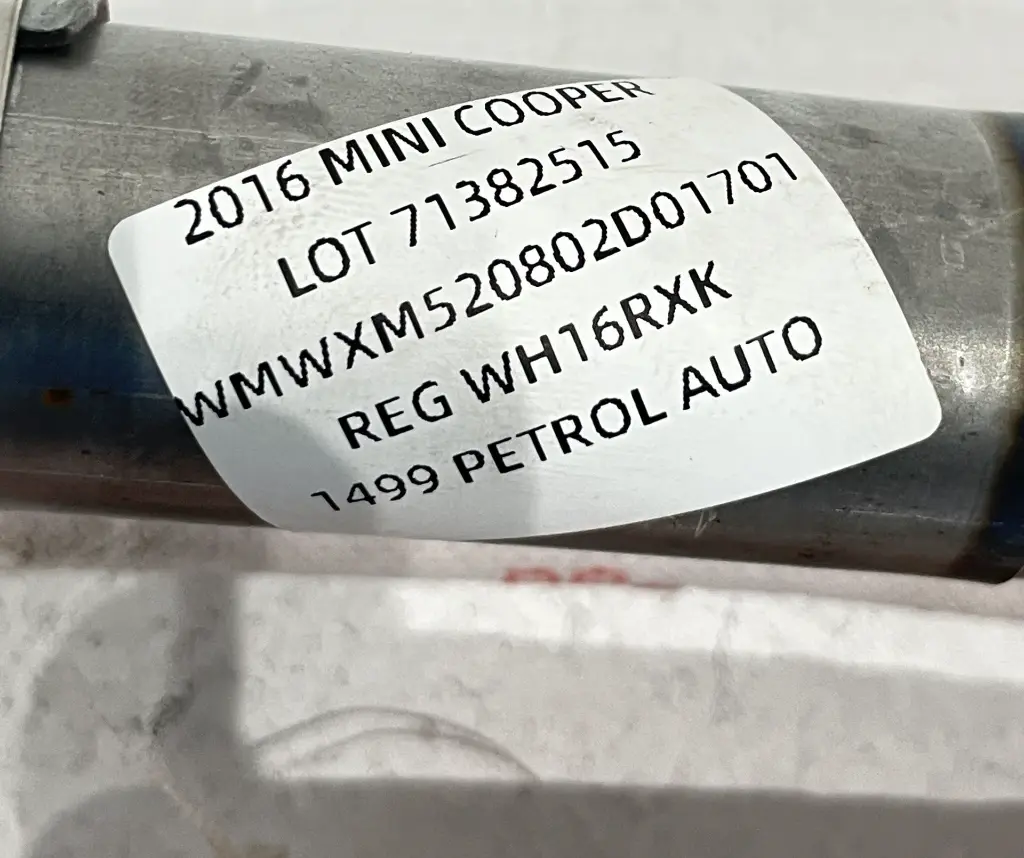 2016 MINI COOPER
LOT 71382515
WMWXM520802D01701
REG WH16RXK
1499 PETROL AUTO